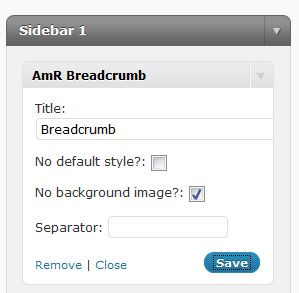 Sidebar 1
AmR Breadcrumb
Title:
Breadcrumb
No default style?:
No background image?:
Separator:
Remove | Close Save